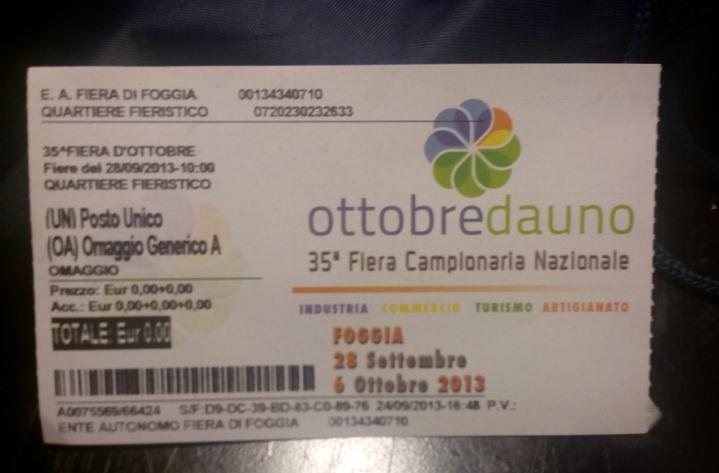 E. A. FIERA DI FOGGIA 00134340710
QUARTIERE FIERISTICO 0720230232633
35^FIERA D'OTTOBRE
Fiere del 28/09/2013-10:00
QUARTIERE FIERISTICO
(UN) Posto Unico
(OA) Omaggio Generico A
OMAGGIO
Prezzo: Eur 0,00+0,00
Acc.: Eur 0,00+0,00+0,00
TOTALE Eur 0.00
ottobredauno
35ª Fiera Campionaria Nazionale
INDUSTRIA COMMERCIO TURISMO ARTIGIANATO
FOGGIA
28 Settembre
6 Ottobre 2013
A0075569/66424 S/F:D9-DC-39-BD-83-C0-89-76 24/09/2013-16:48 P.V.:
ENTE AUTONOMO FIERA DI FOGGIA 00134340710